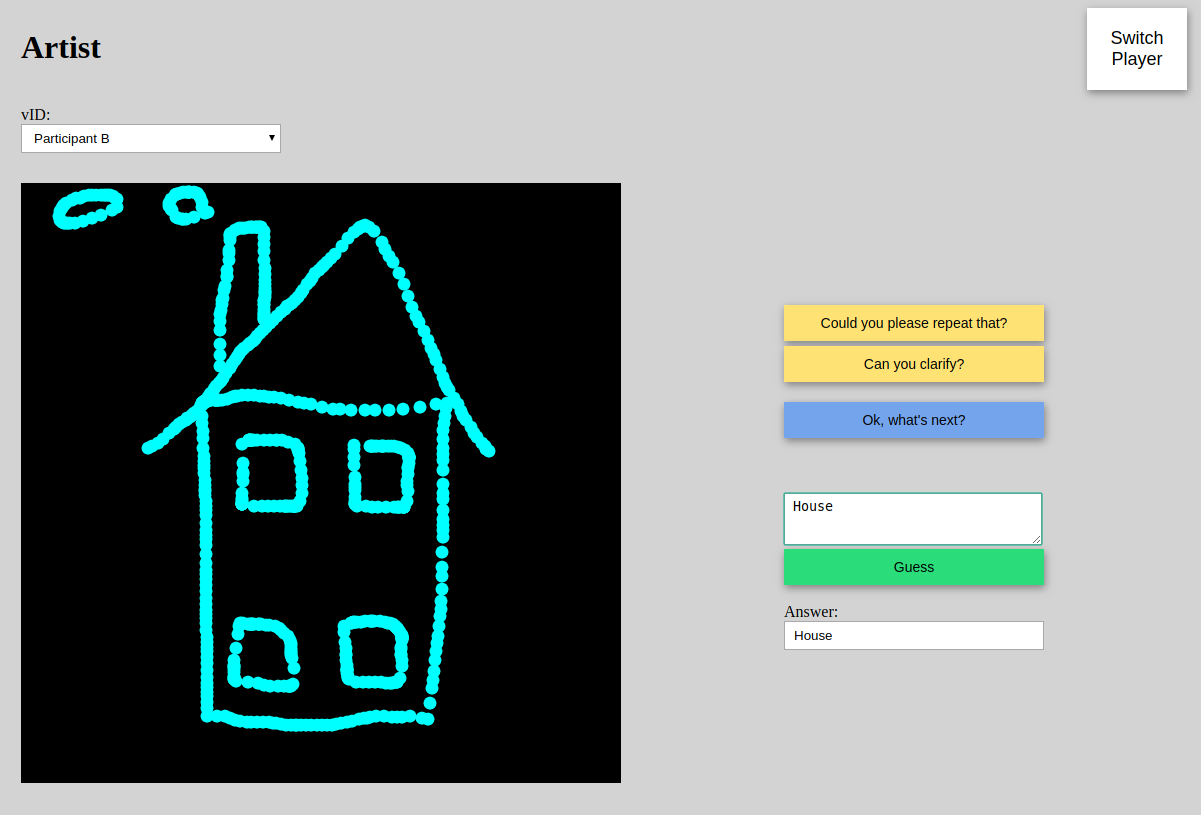 Artist
Switch
Player
vID:
Participant B
Could you please repeat that?
Can you clarify?
Ok, what's next?
House
Guess
Answer:
House